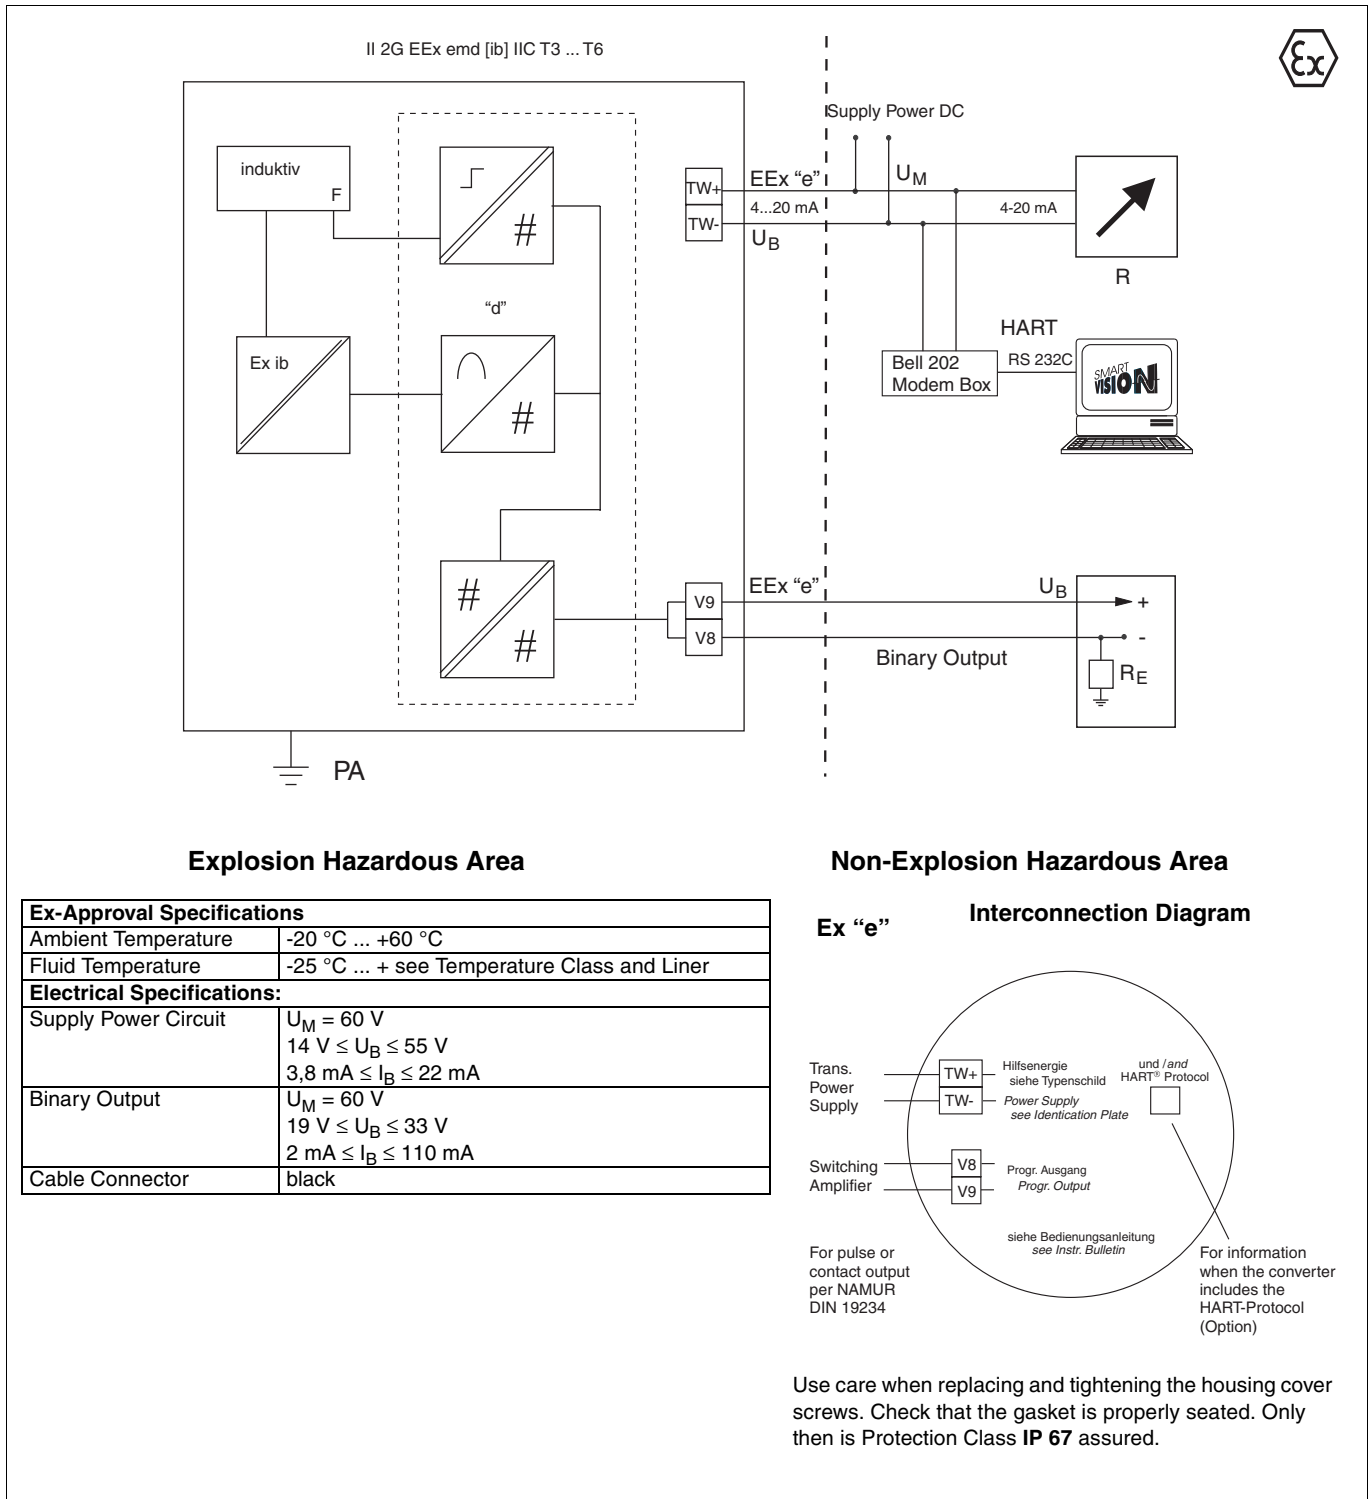 II 2G EEx emd [ib] IIC T3 ... T6
Ex
Supply Power DC
induktiv
F
#
TW+
EEx “e”
UM
4...20 mA
4-20 mA
TW-
UB
R
“d”
Ex ib
#
HART
Bell 202
Modem Box
RS 232C
SMART
VISION
# #
EEx “e”
V9
UB
+
V8
-
Binary Output
RE
PA
Explosion Hazardous Area
Non-Explosion Hazardous Area
Ex-Approval Specifications
Ambient Temperature -20 °C ... +60 °C
Fluid Temperature -25 °C ... + see Temperature Class and Liner
Electrical Specifications:
Supply Power Circuit UM = 60 V
14 V ≤ UB ≤ 55 V
3,8 mA ≤ IB ≤ 22 mA
Binary Output UM = 60 V
19 V ≤ UB ≤ 33 V
2 mA ≤ IB ≤ 110 mA
Cable Connector black
Ex “e”
Interconnection Diagram
Trans.
Power
Supply
TW+
TW-
Hilfsenergie
siehe Typenschild
Power Supply
see Identication Plate
und /and
HART® Protocol
Switching
Amplifier
V8
V9
Progr. Ausgang
Progr. Output
siehe Bedienungsanleitung
see Instr. Bulletin
For pulse or
contact output
per NAMUR
DIN 19234
For information
when the converter
includes the
HART-Protocol
(Option)
Use care when replacing and tightening the housing cover
screws. Check that the gasket is properly seated. Only
then is Protection Class IP 67 assured.